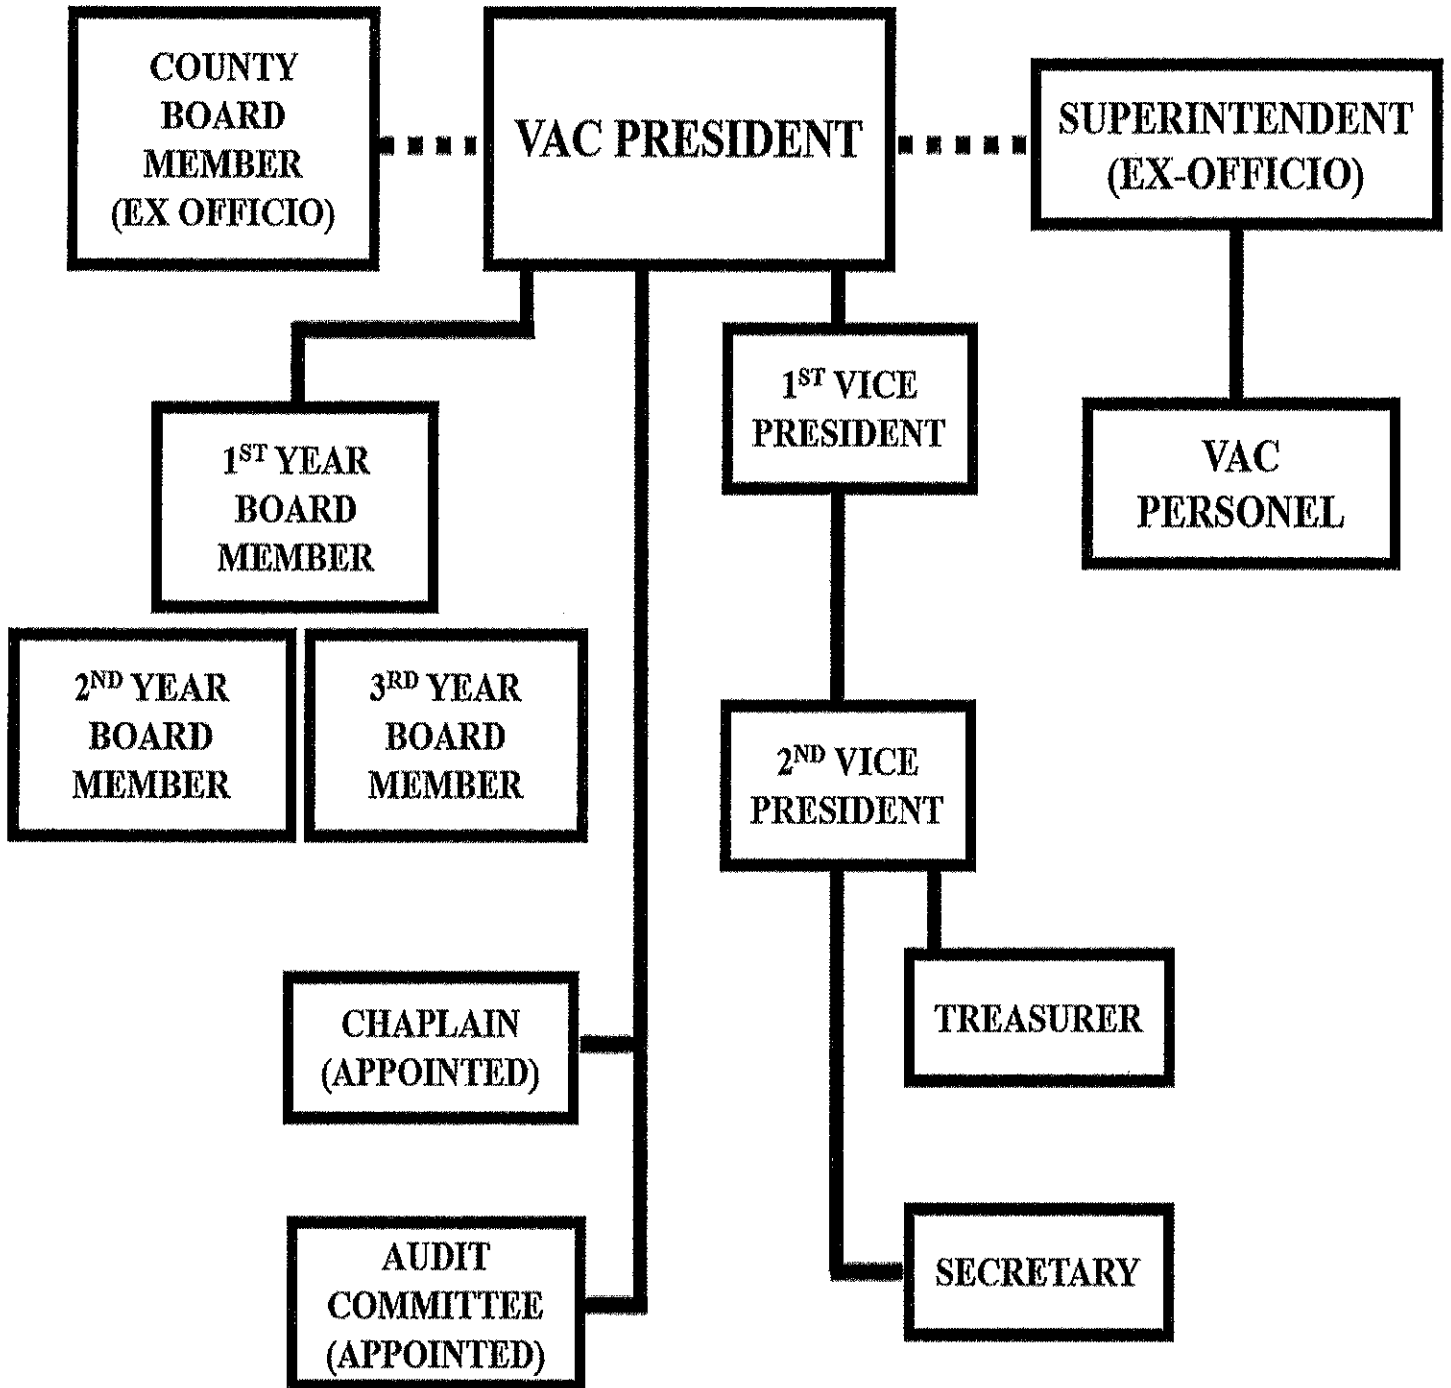 COUNTY
BOARD
MEMBER
(EX OFFICIO)
VAC PRESIDENT
SUPERINTENDENT
(EX-OFFICIO)
1ST YEAR
BOARD
MEMBER
1ST VICE
PRESIDENT
VAC
PERSONEL
2ND YEAR
BOARD
MEMBER
3RD YEAR
BOARD
MEMBER
2ND VICE
PRESIDENT
CHAPLAIN
(APPOINTED)
TREASURER
AUDIT
COMMITTEE
(APPOINTED)
SECRETARY